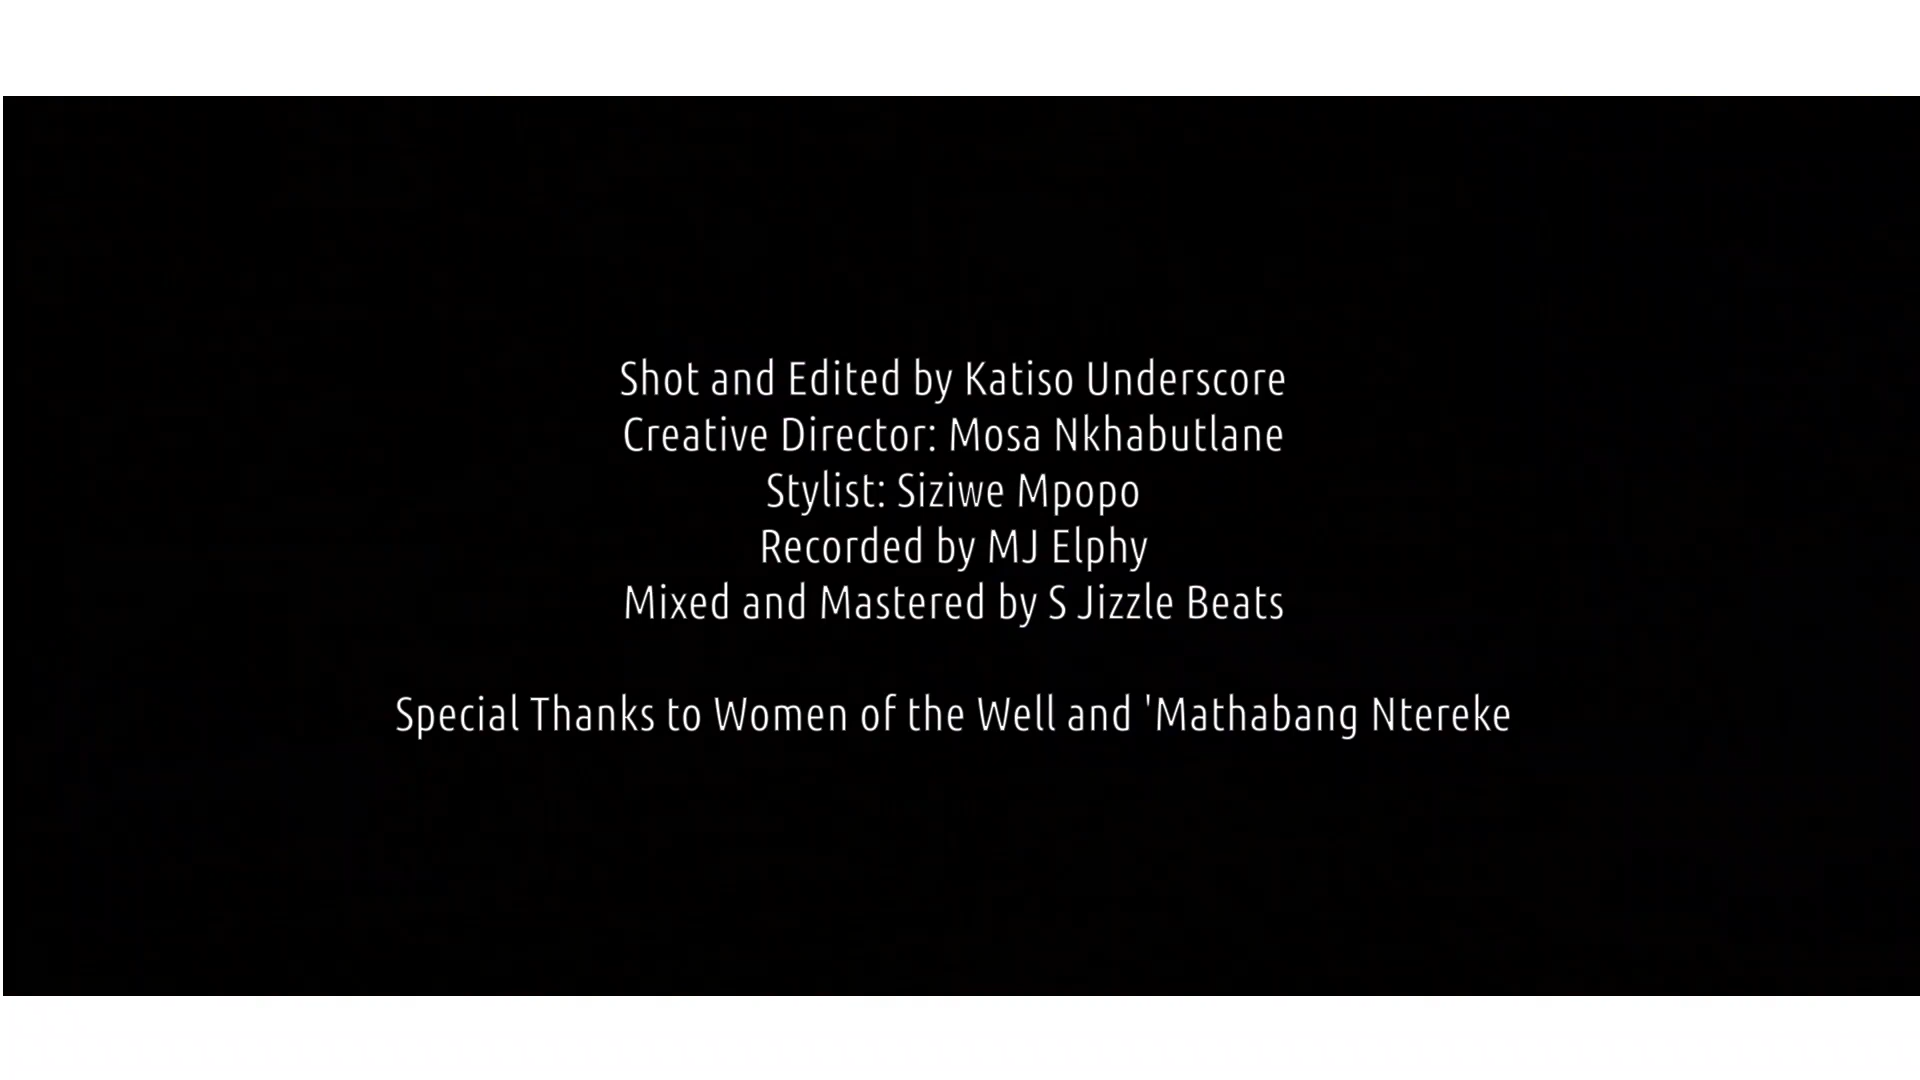 Shot and Edited by Katiso Underscore
Creative Director: Mosa Nkhabutlane
Stylist: Siziwe Mpopo
Recorded by MJ Elphy
Mixed and Mastered by S Jizzle Beats
Special Thanks to Women of the Well and 'Mathabang Ntereke